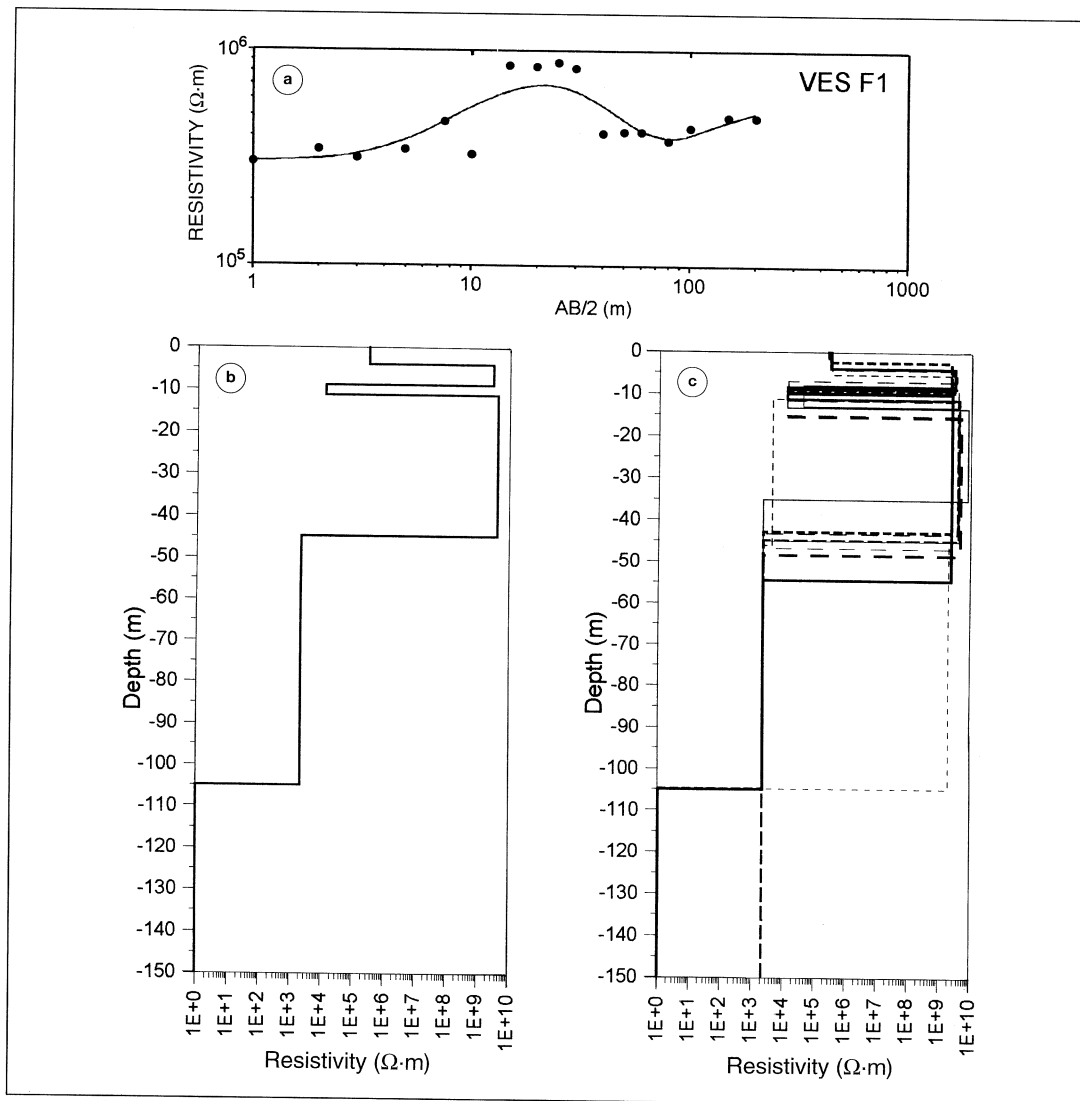 a
VES F1
RESISTIVITY (Ω·m)
10⁶
10⁵
1
10
100
1000
AB/2 (m)
b
Depth (m)
0
-10
-20
-30
-40
-50
-60
-70
-80
-90
-100
-110
-120
-130
-140
-150
1E+0
1E+1
1E+2
1E+3
1E+4
1E+5
1E+6
1E+7
1E+8
1E+9
1E+10
Resistivity (Ω·m)
c
Depth (m)
0
-10
-20
-30
-40
-50
-60
-70
-80
-90
-100
-110
-120
-130
-140
-150
1E+0
1E+1
1E+2
1E+3
1E+4
1E+5
1E+6
1E+7
1E+8
1E+9
1E+10
Resistivity (Ω·m)